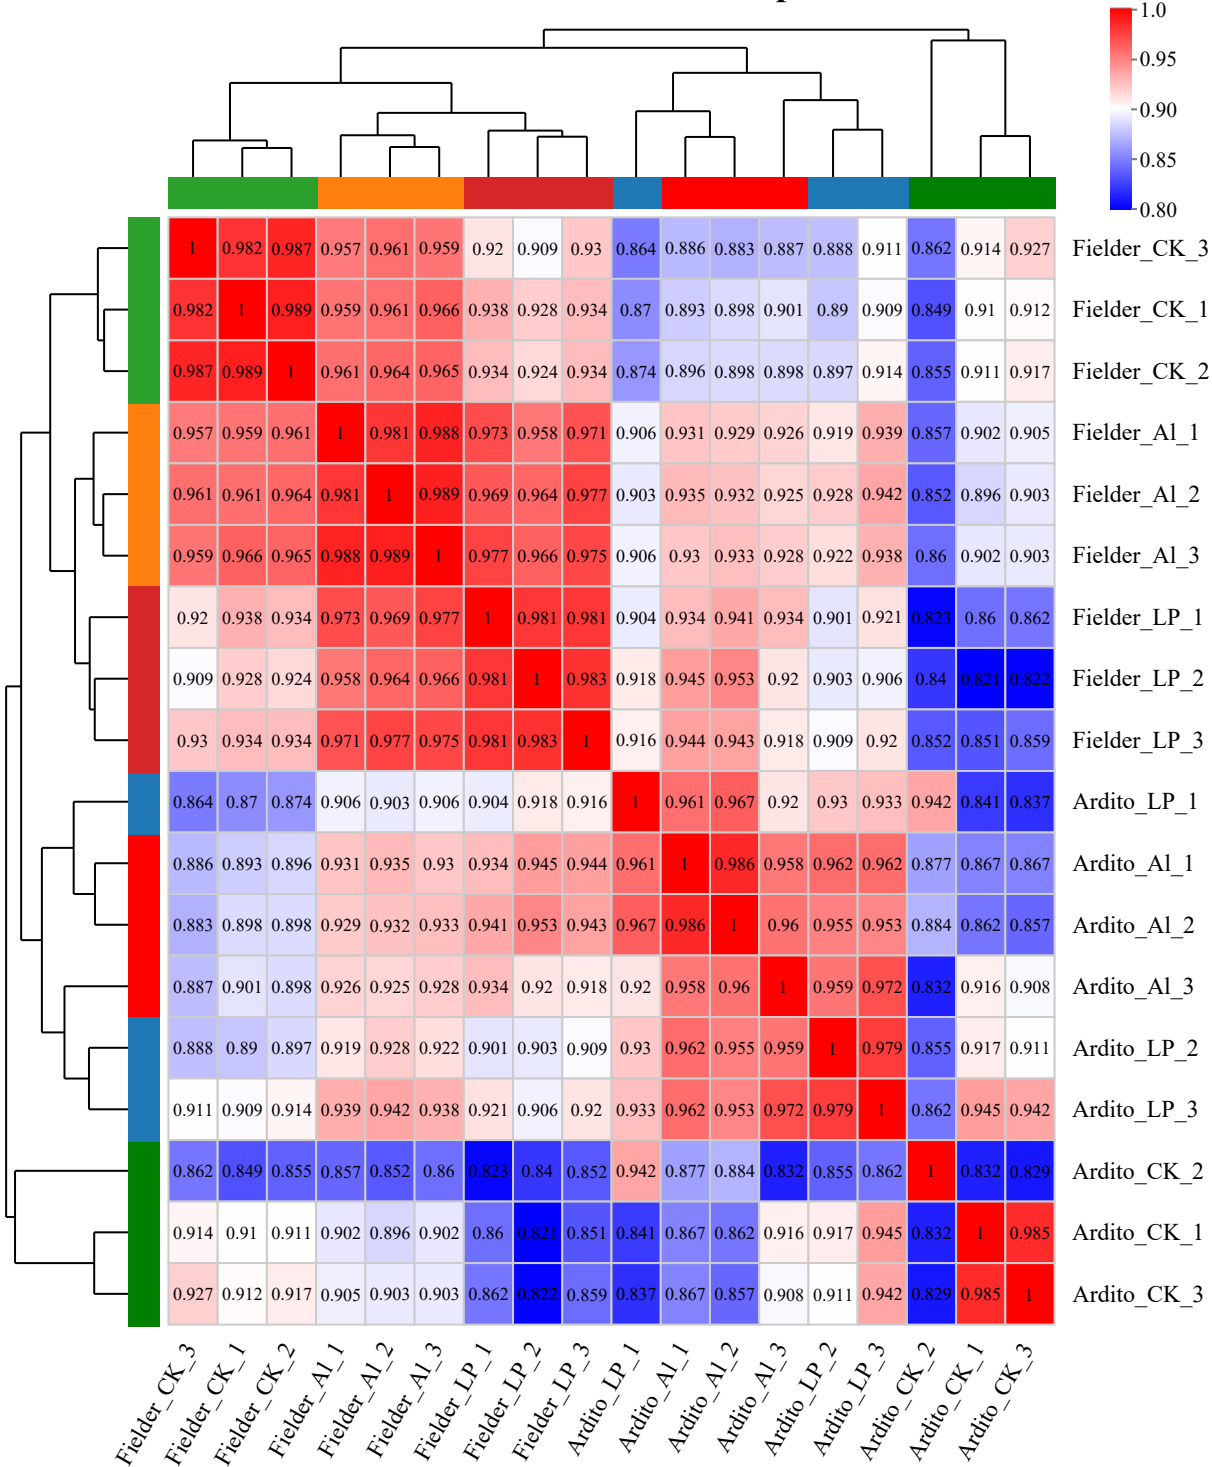 1.0
0.95
0.90
0.85
0.80
1 0.982 0.987 0.957 0.961 0.959 0.92 0.909 0.93 0.864 0.886 0.883 0.887 0.888 0.911 0.862 0.914 0.927 Fielder_CK_3
0.982 1 0.989 0.959 0.961 0.966 0.938 0.928 0.934 0.87 0.893 0.898 0.901 0.89 0.909 0.849 0.91 0.912 Fielder_CK_1
0.987 0.989 1 0.961 0.964 0.965 0.934 0.924 0.934 0.874 0.896 0.898 0.898 0.897 0.914 0.855 0.911 0.917 Fielder_CK_2
0.957 0.959 0.961 1 0.981 0.988 0.973 0.958 0.971 0.906 0.931 0.929 0.926 0.919 0.939 0.857 0.902 0.905 Fielder_Al_1
0.961 0.961 0.964 0.981 1 0.989 0.969 0.964 0.977 0.903 0.935 0.932 0.925 0.928 0.942 0.852 0.896 0.903 Fielder_Al_2
0.959 0.966 0.965 0.988 0.989 1 0.977 0.966 0.975 0.906 0.93 0.933 0.928 0.922 0.938 0.86 0.902 0.903 Fielder_Al_3
0.92 0.938 0.934 0.973 0.969 0.977 1 0.981 0.981 0.904 0.934 0.941 0.934 0.901 0.921 0.823 0.86 0.862 Fielder_LP_1
0.909 0.928 0.924 0.958 0.964 0.966 0.981 1 0.983 0.918 0.945 0.953 0.92 0.903 0.906 0.84 0.821 0.822 Fielder_LP_2
0.93 0.934 0.934 0.971 0.977 0.975 0.981 0.983 1 0.916 0.944 0.943 0.918 0.909 0.92 0.852 0.851 0.859 Fielder_LP_3
0.864 0.87 0.874 0.906 0.903 0.906 0.904 0.918 0.916 1 0.961 0.967 0.92 0.93 0.933 0.942 0.841 0.837 Ardito_LP_1
0.886 0.893 0.896 0.931 0.935 0.93 0.934 0.945 0.944 0.961 1 0.986 0.958 0.962 0.962 0.877 0.867 0.867 Ardito_Al_1
0.883 0.898 0.898 0.929 0.932 0.933 0.941 0.953 0.943 0.967 0.986 1 0.96 0.955 0.953 0.884 0.862 0.857 Ardito_Al_2
0.887 0.901 0.898 0.926 0.925 0.928 0.934 0.92 0.918 0.92 0.958 0.96 1 0.959 0.972 0.832 0.916 0.908 Ardito_Al_3
0.888 0.89 0.897 0.919 0.928 0.922 0.901 0.903 0.909 0.93 0.962 0.955 0.959 1 0.979 0.855 0.917 0.911 Ardito_LP_2
0.911 0.909 0.914 0.939 0.942 0.938 0.921 0.906 0.92 0.933 0.962 0.953 0.972 0.979 1 0.862 0.945 0.942 Ardito_LP_3
0.862 0.849 0.855 0.857 0.852 0.86 0.823 0.84 0.852 0.942 0.877 0.884 0.832 0.855 0.862 1 0.832 0.829 Ardito_CK_2
0.914 0.91 0.911 0.902 0.896 0.902 0.86 0.821 0.851 0.841 0.867 0.862 0.916 0.917 0.945 0.832 1 0.985 Ardito_CK_1
0.927 0.912 0.917 0.905 0.903 0.903 0.862 0.822 0.859 0.837 0.867 0.857 0.908 0.911 0.942 0.829 0.985 1 Ardito_CK_3
Fielder_CK_3 Fielder_CK_1 Fielder_CK_2 Fielder_Al_1 Fielder_Al_2 Fielder_Al_3 Fielder_LP_1 Fielder_LP_2 Fielder_LP_3 Ardito_LP_1 Ardito_Al_1 Ardito_Al_2 Ardito_Al_3 Ardito_LP_2 Ardito_LP_3 Ardito_CK_2 Ardito_CK_1 Ardito_CK_3